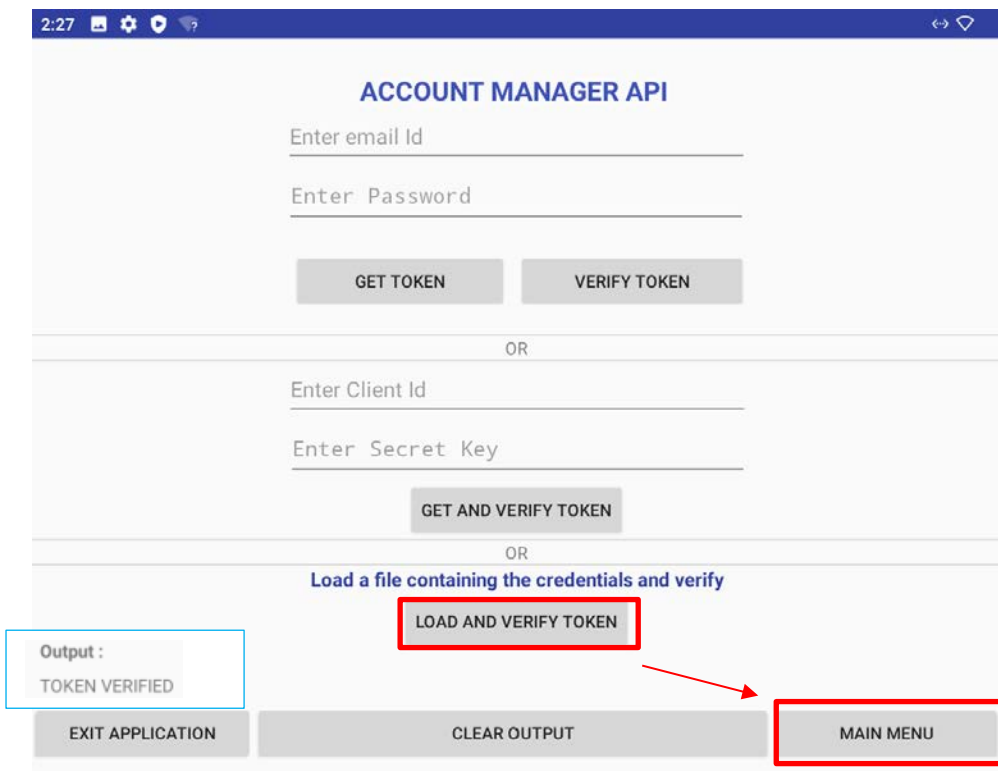 2:27
ACCOUNT MANAGER API
Enter email Id
Enter Password
GET TOKEN VERIFY TOKEN
OR
Enter Client Id
Enter Secret Key
GET AND VERIFY TOKEN
OR
Load a file containing the credentials and verify
LOAD AND VERIFY TOKEN
Output :
TOKEN VERIFIED
EXIT APPLICATION CLEAR OUTPUT MAIN MENU